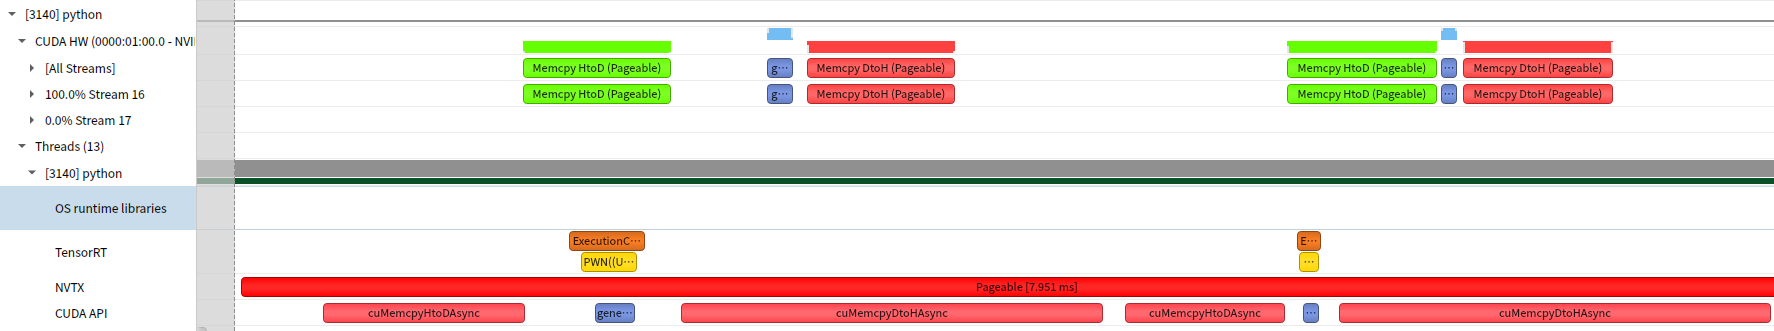 [3140] python
CUDA HW (0000:01:00.0 - NVI
[All Streams] Memcpy HtoD (Pageable) g··· Memcpy DtoH (Pageable) Memcpy HtoD (Pageable) ··· Memcpy DtoH (Pageable)
100.0% Stream 16 Memcpy HtoD (Pageable) g··· Memcpy DtoH (Pageable) Memcpy HtoD (Pageable) ··· Memcpy DtoH (Pageable)
0.0% Stream 17
Threads (13)
[3140] python
OS runtime libraries
ExecutionC··· E···
TensorRT
PWN((U··· ···
NVTX Pageable [7.951 ms]
CUDA API cuMemcpyHtoDAsync gene··· cuMemcpyDtoHAsync cuMemcpyHtoDAsync ··· cuMemcpyDtoHAsync